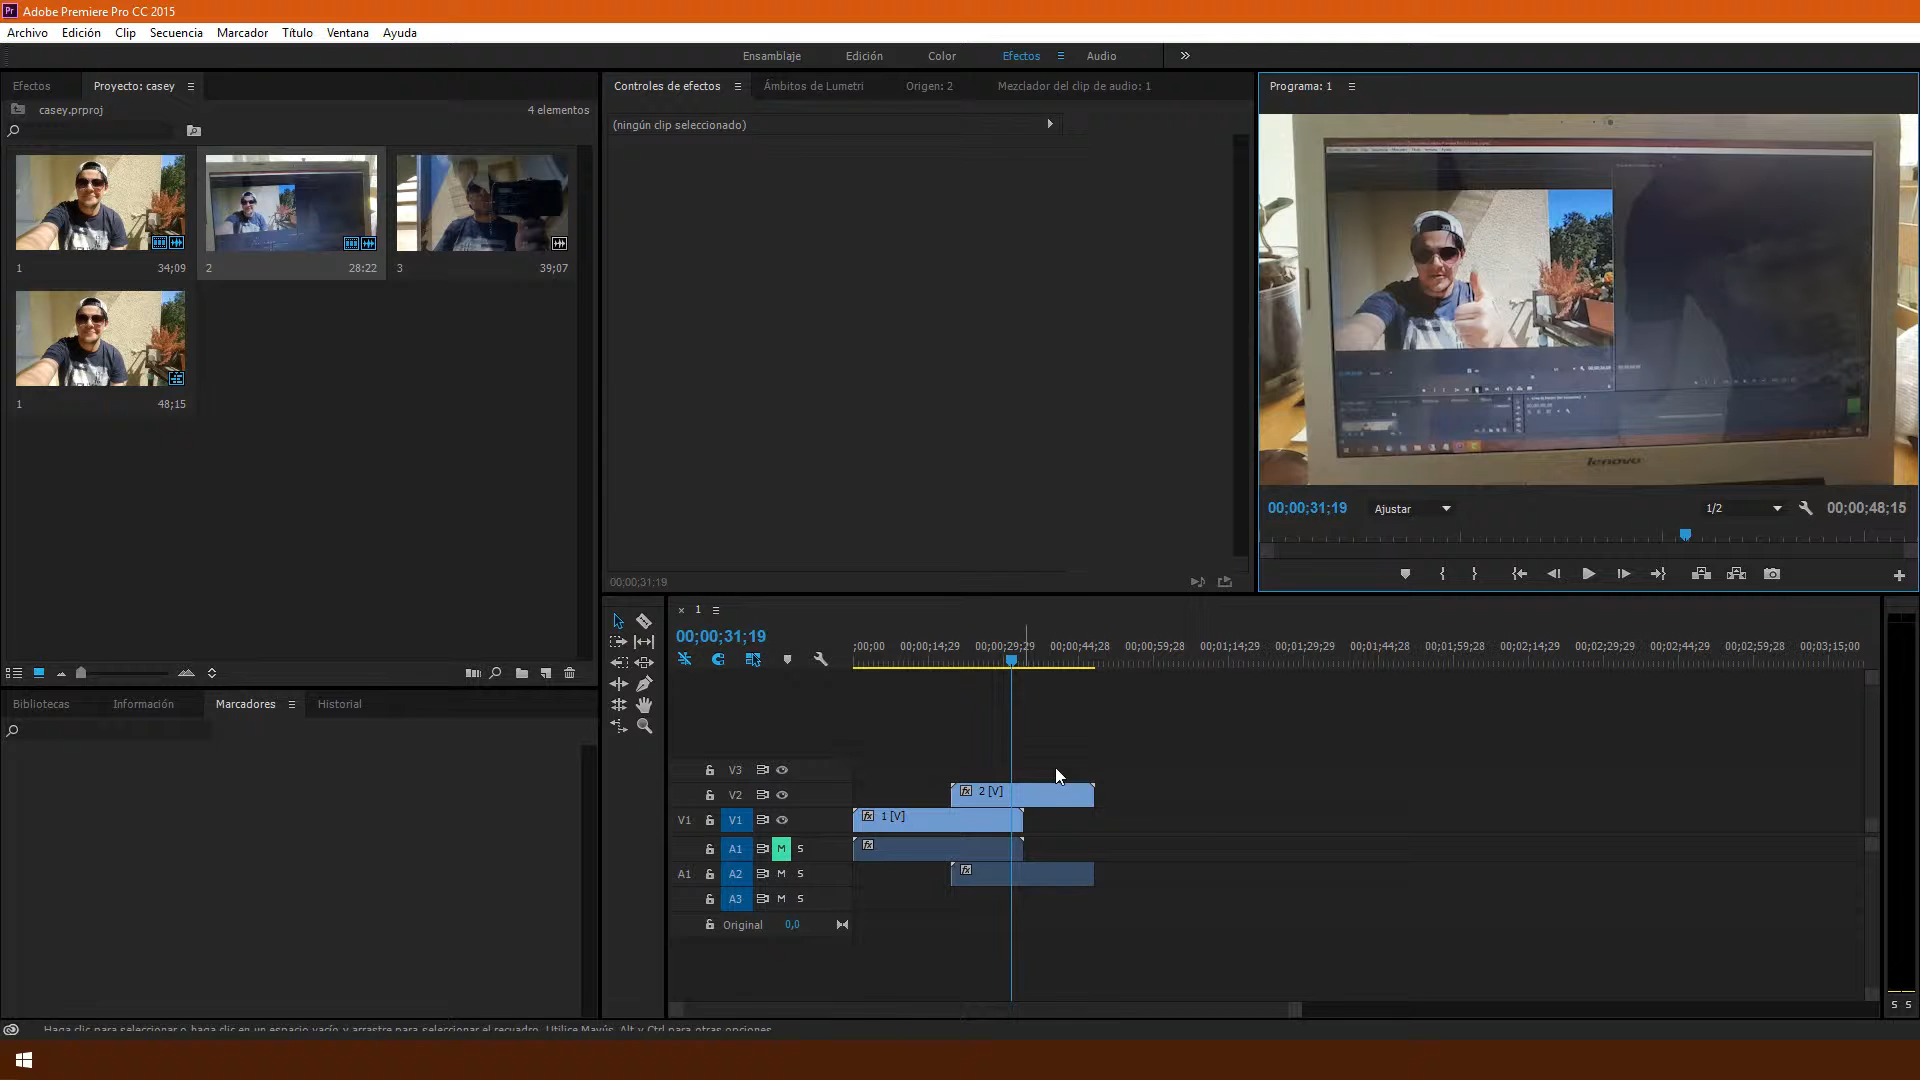 Pr Adobe Premiere Pro CC 2015
Archivo Edición Clip Secuencia Marcador Título Ventana Ayuda
Ensamblaje Edición Color Efectos Audio
Efectos Proyecto: casey
casey.prproj 4 elementos
1 34;09
2 28:22
3 39;07
1 48;15
Controles de efectos Ámbitos de Lumetri Origen: 2 Mezclador del clip de audio: 1
(ningún clip seleccionado)
00;00;31;19
Programa: 1
lenovo
00;00;31;19 Ajustar 1/2 00;00;48;15
Bibliotecas Información Marcadores Historial
1
00;00;31;19
;00;00 00;00;14;29 00;00;29;29 00;00;44;28 00;00;59;28 00;01;14;29 00;01;29;29 00;01;44;28 00;01;59;28 00;02;14;29 00;02;29;29 00;02;44;29 00;02;59;28 00;03;15;00
V3
V2 fx 2 [V]
V1 V1 fx 1 [V]
A1 M S fx
A1 A2 M S fx
A3 M S
Original 0,0
S S
Haga clic para seleccionar o haga clic en un espacio vacío y arrastre para seleccionar el recuadro. Utilice Mayús, Alt y Ctrl para otras opciones.